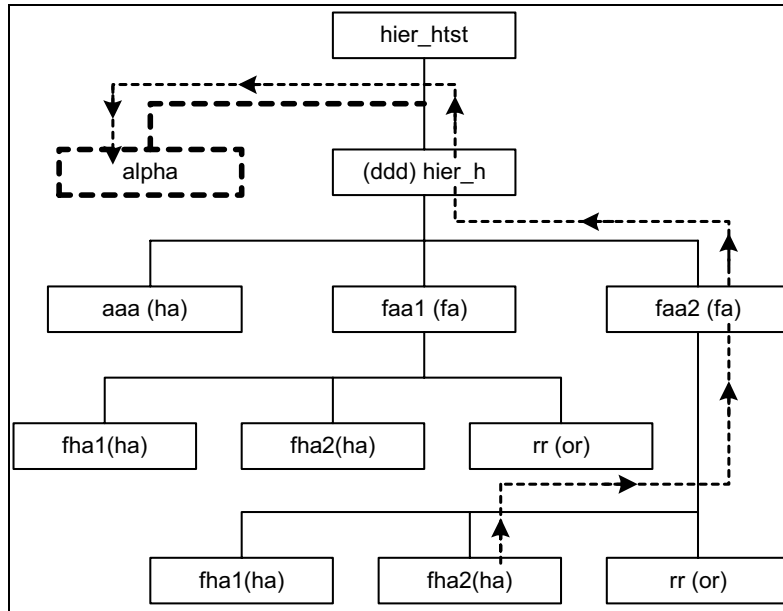 hier_htst
alpha
(ddd) hier_h
aaa (ha)
faa1 (fa)
faa2 (fa)
fha1(ha)
fha2(ha)
rr (or)
fha1(ha)
fha2(ha)
rr (or)